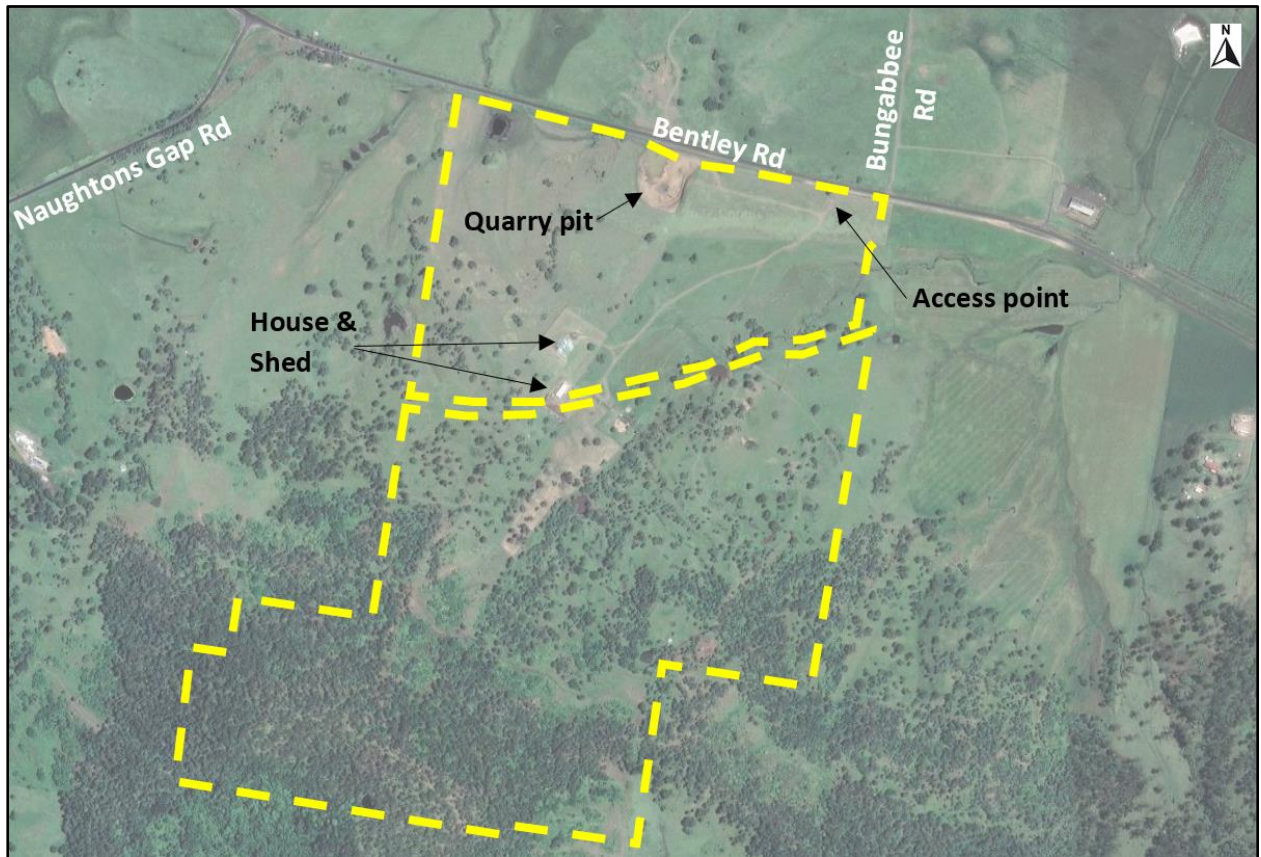 N
Naughtons Gap Rd
Bentley Rd
Bungabbee
Rd
Quarry pit
Access point
House &
Shed